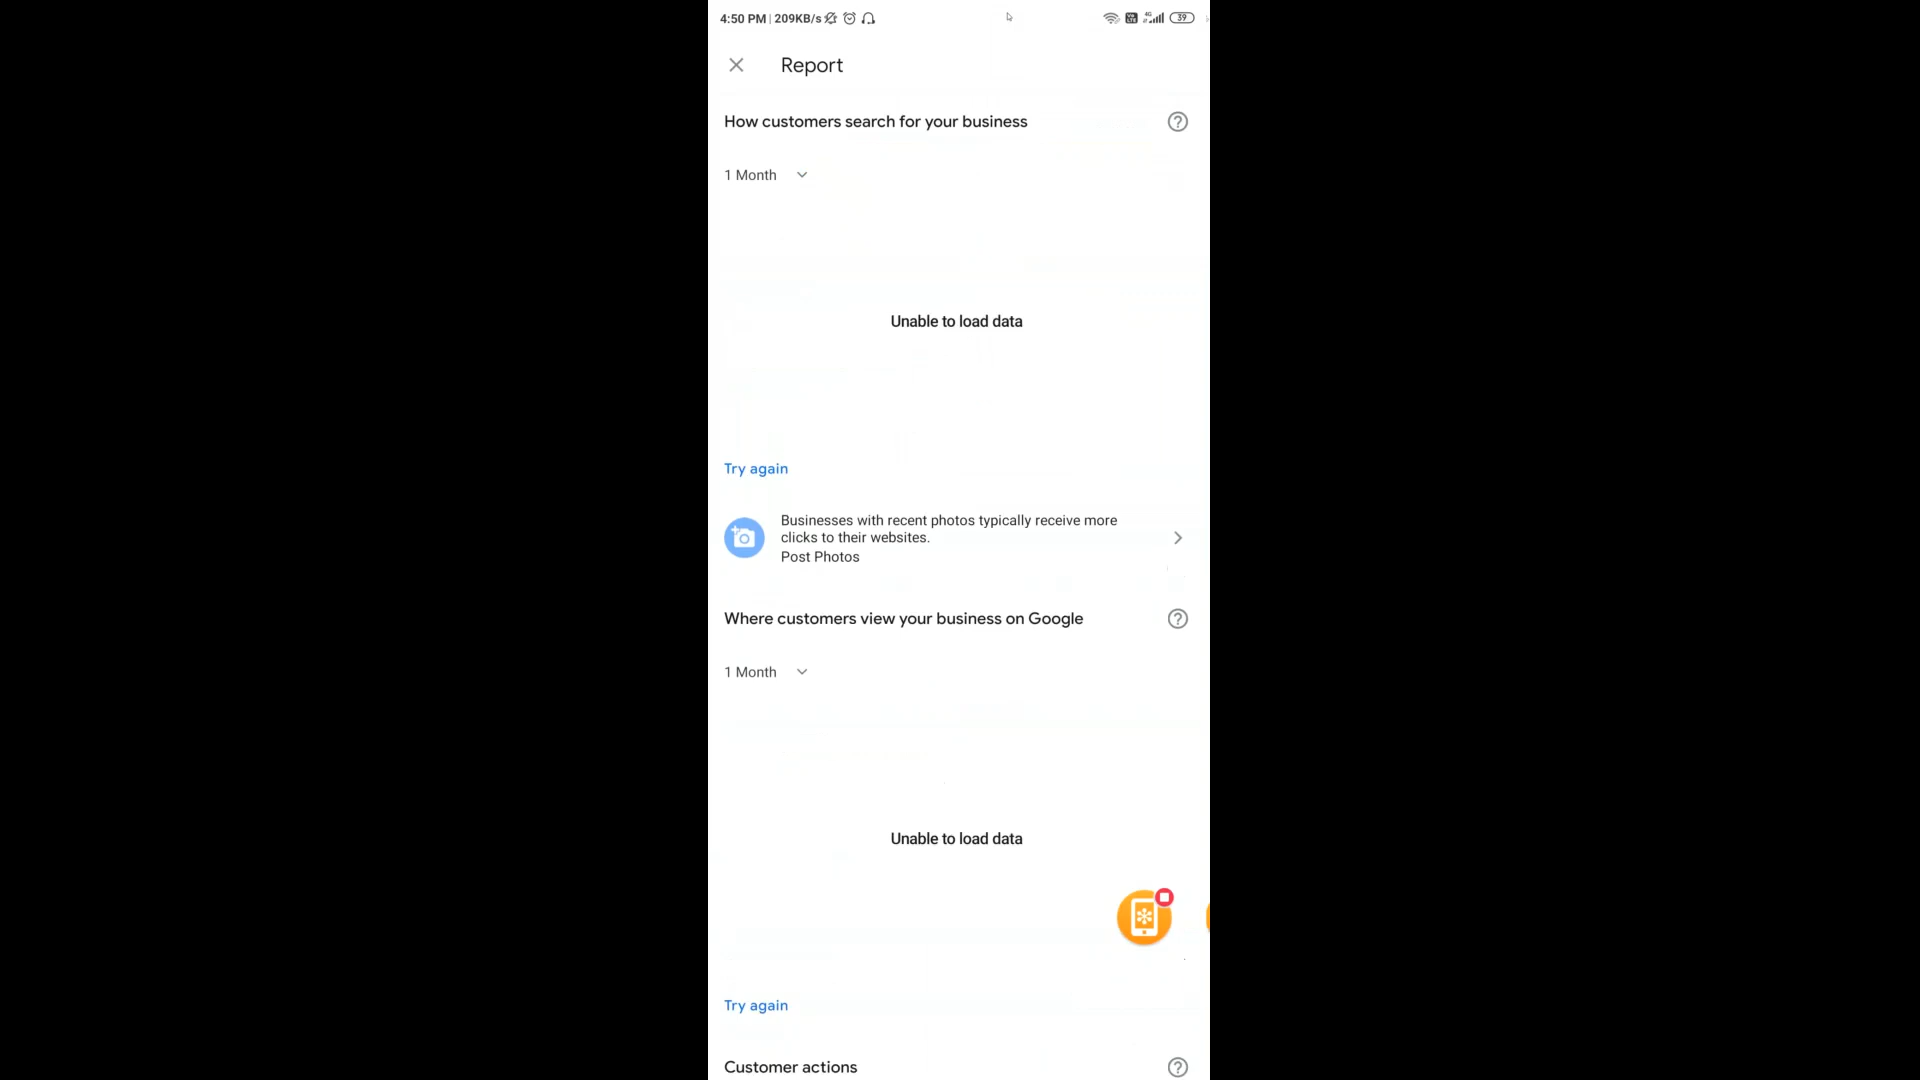 4:50 PM | 209KB/s
39
Report
How customers search for your business
1 Month
Unable to load data
Try again
Businesses with recent photos typically receive more
clicks to their websites.
Post Photos
Where customers view your business on Google
1 Month
Unable to load data
Try again
Customer actions